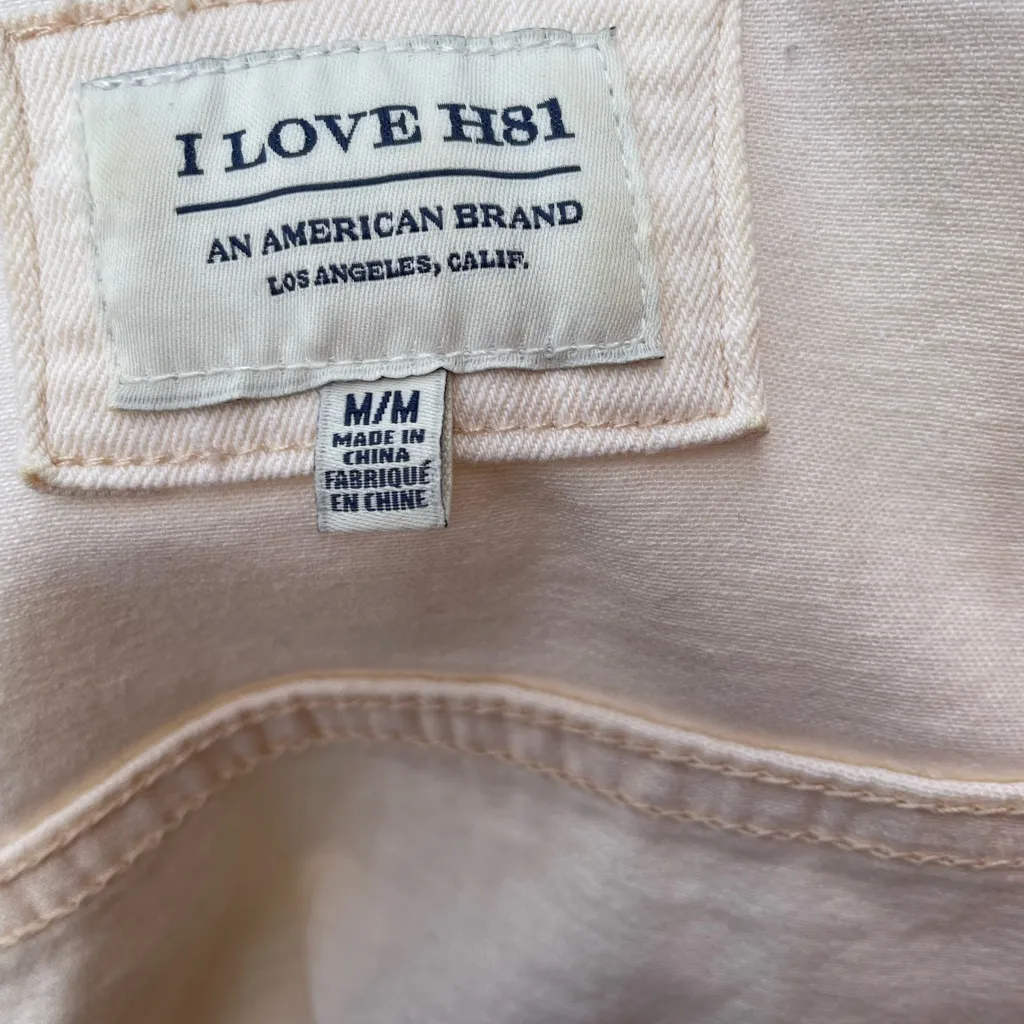 I LOVE H81
AN AMERICAN BRAND
LOS ANGELES, CALIF.
M/M
MADE IN
CHINA
FABRIQUÉ
EN CHINE